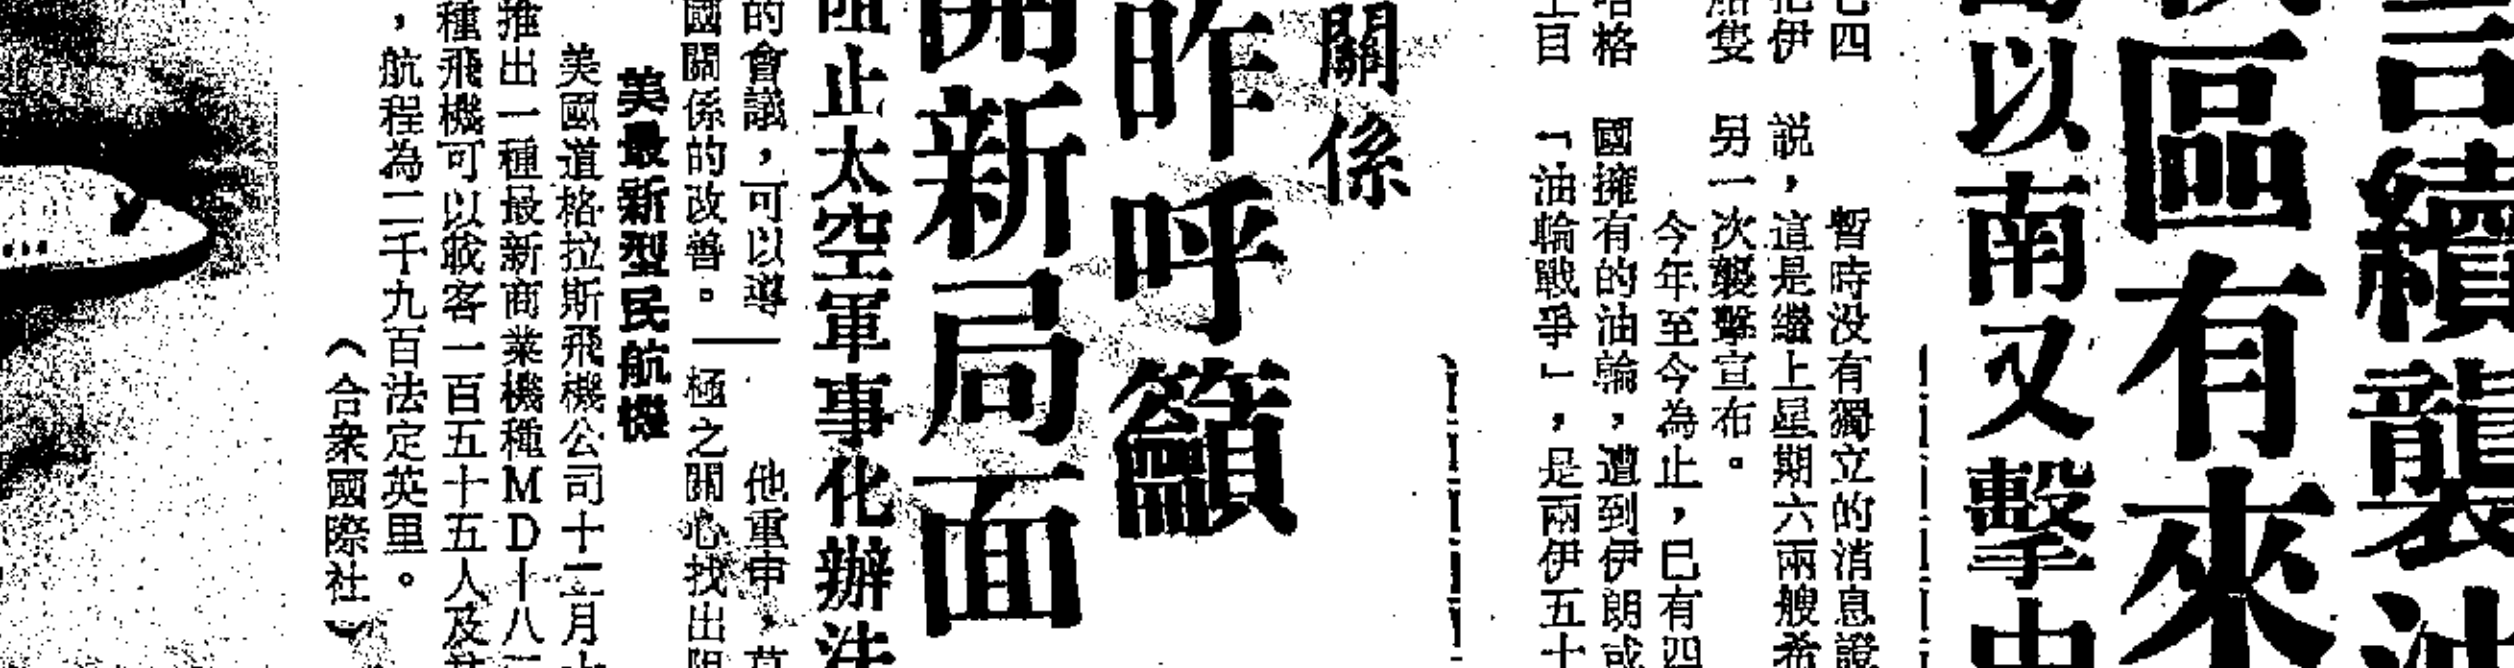 言續襲油
區有來
以南又擊中
暫時没有獨立的消息證
說，這是繼上星期六兩艘希
隻 另一次襲擊宣布。
今年至今為止，已有四
格 國擁有的油輪，遭到伊朗或
目 「油輪戰爭」，是兩伊五十
關係
昨呼籲
開新局面
阻止太空軍事化辦法
的會議，可以導
國關係的改善。
他重申，莫
極之關心找出阻
美最新型民航機
美國道格拉斯飛機公司十二月
推出一種最新商業機種MD十八
種飛機可以載客一百五十五人及
，航程為二千九百法定英里。
（合衆國際社）